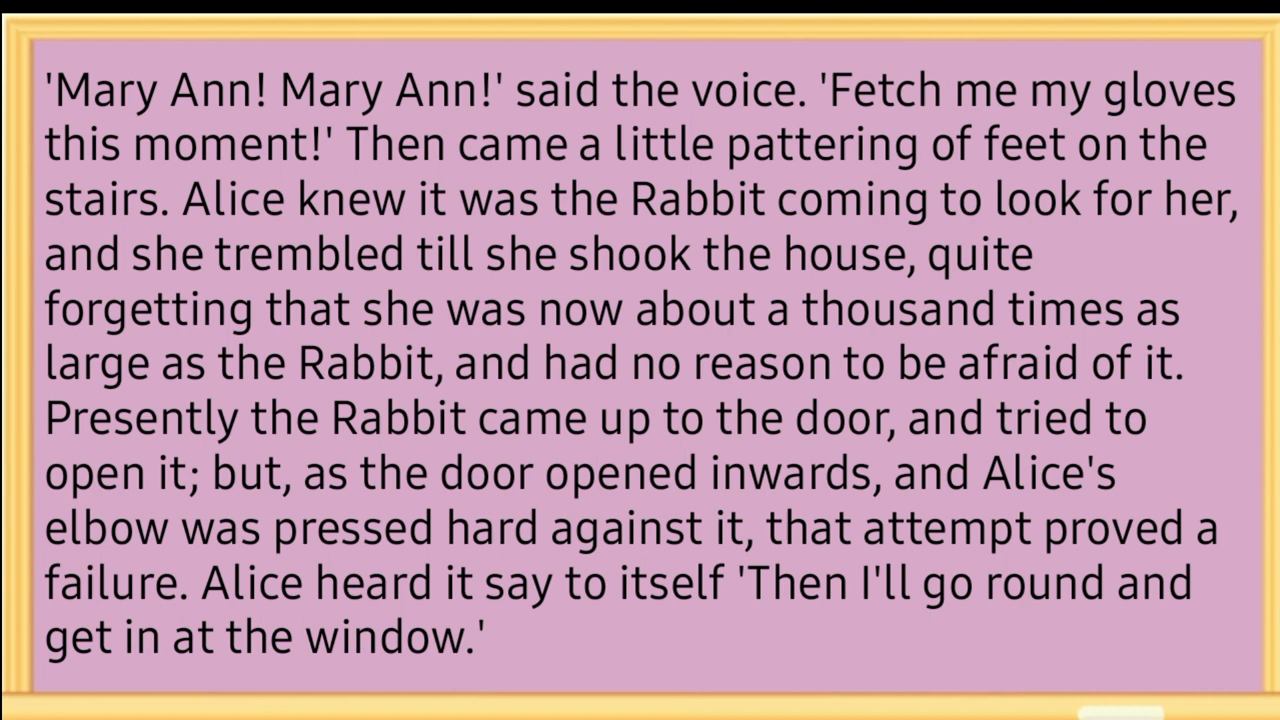 'Mary Ann! Mary Ann!' said the voice. 'Fetch me my gloves
this moment!' Then came a little pattering of feet on the
stairs. Alice knew it was the Rabbit coming to look for her,
and she trembled till she shook the house, quite
forgetting that she was now about a thousand times as
large as the Rabbit, and had no reason to be afraid of it.
Presently the Rabbit came up to the door, and tried to
open it; but, as the door opened inwards, and Alice's
elbow was pressed hard against it, that attempt proved a
failure. Alice heard it say to itself 'Then I'll go round and
get in at the window.'